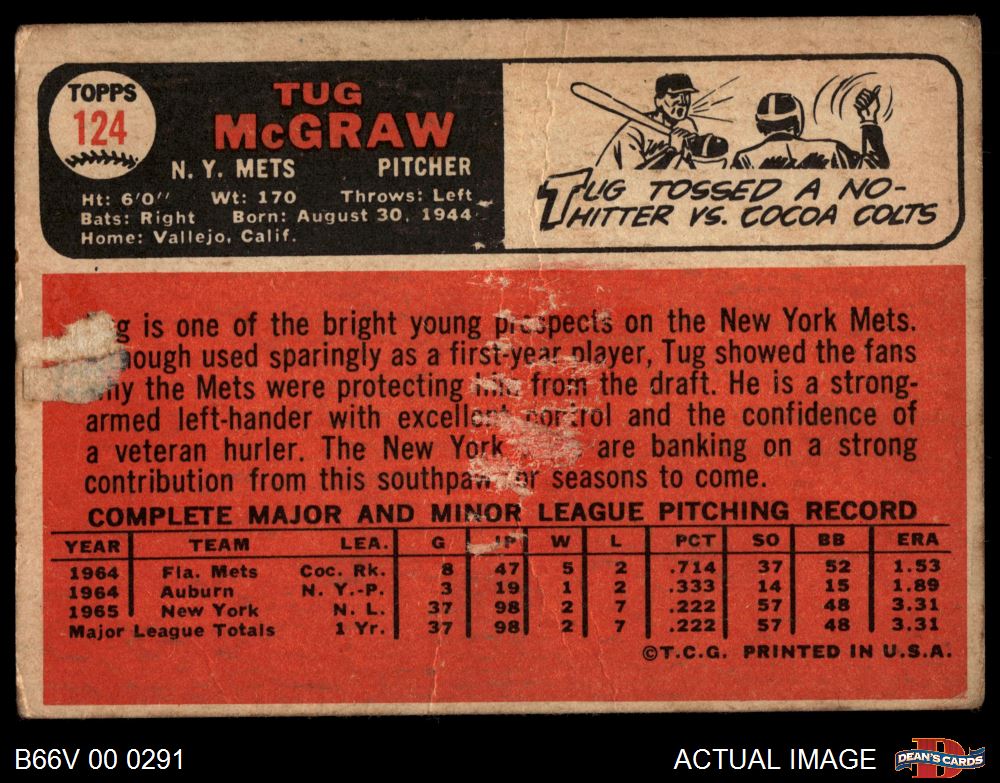 TOPPS
124
TUG
McGRAW
N. Y. METS PITCHER
Ht: 6'0" Wt: 170 Throws: Left
Bats: Right Born: August 30, 1944
Home: Vallejo, Calif.
TUG TOSSED A NO-
HITTER VS. COCOA COLTS
is one of the bright young prospects on the New York Mets.
used sparingly as a first-year player, Tug showed the fans
the Mets were protecting from the draft. He is a strong-
armed left-hander with excellent control and the confidence of
a veteran hurler. The New York are banking on a strong
contribution from this southpaw seasons to come.
COMPLETE MAJOR AND MINOR LEAGUE PITCHING RECORD
YEAR TEAM LEA. G IP W L PCT SO BB ERA
1964 Fla. Mets Coc. Rk. 8 47 5 2 .714 37 52 1.53
1964 Auburn N. Y.-P. 3 19 1 2 .333 14 15 1.89
1965 New York N. L. 37 98 2 7 .222 57 48 3.31
Major League Totals 1 Yr. 37 98 2 7 .222 57 48 3.31
©T.C.G. PRINTED IN U.S.A.
B66V 00 0291 ACTUAL IMAGE DEAN'S CARDS